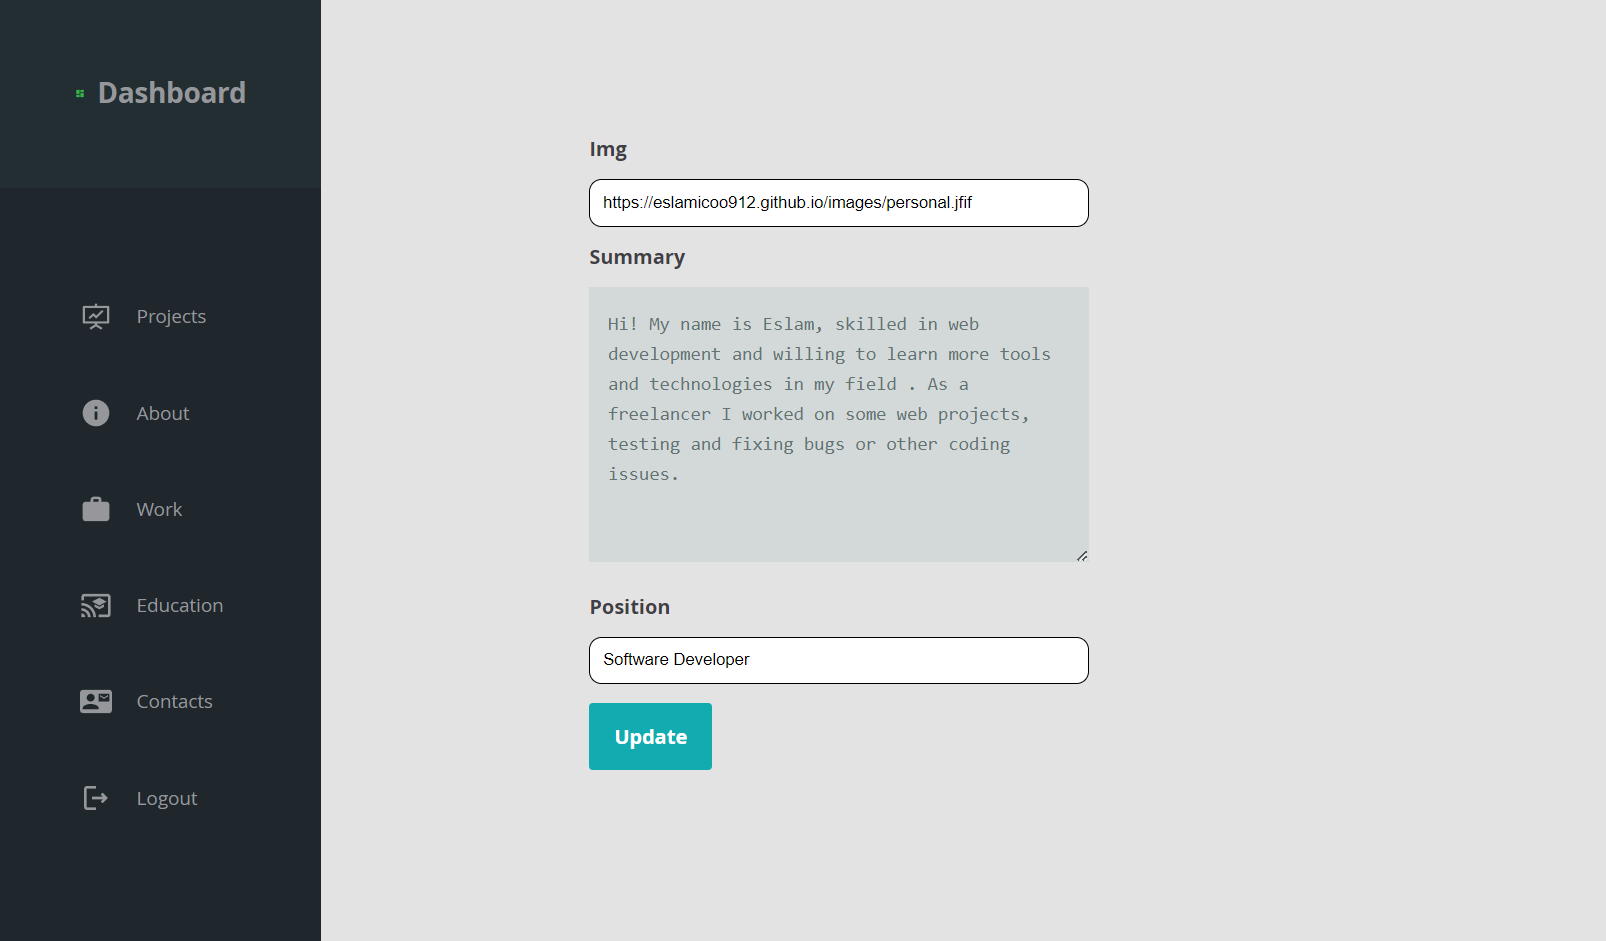 Dashboard
Projects
About
Work
Education
Contacts
Logout
Img
https://eslamicoo912.github.io/images/personal.jfif
Summary
Hi! My name is Eslam, skilled in web
development and willing to learn more tools
and technologies in my field . As a
freelancer I worked on some web projects,
testing and fixing bugs or other coding
issues.
Position
Software Developer
Update